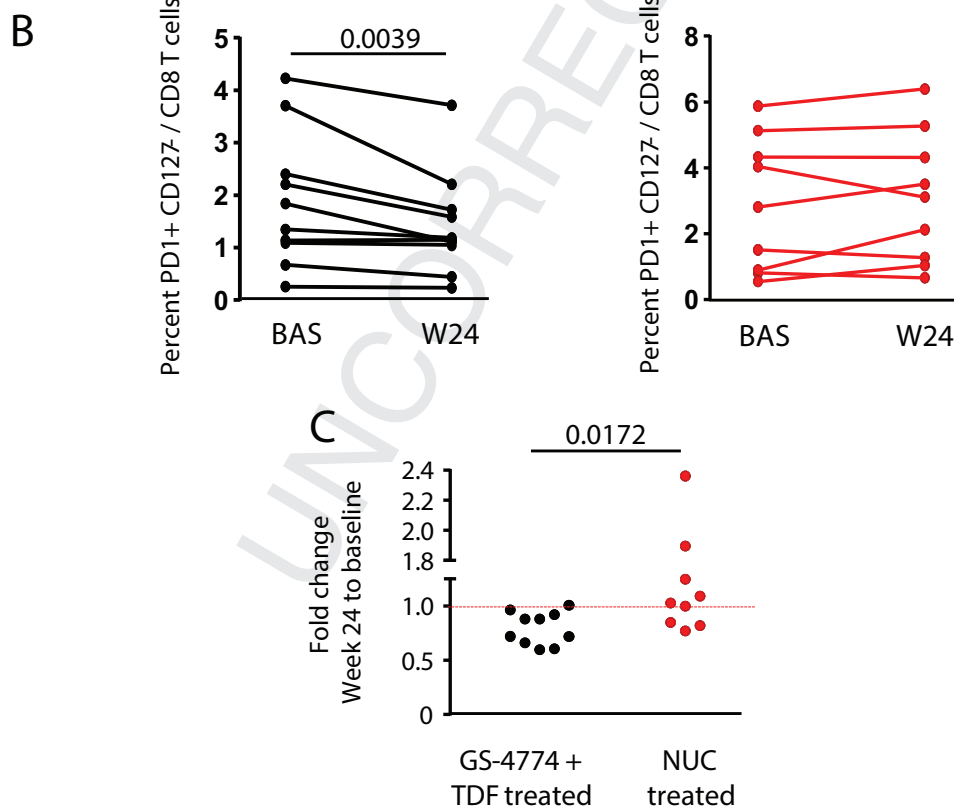 B
Percent PD1+ CD127- / CD8 T cells
5
4
3
2
1
0
0.0039
BAS W24
Percent PD1+ CD127- / CD8 T cells
8
6
4
2
0
BAS W24
UNCORREC
C
0.0172
Fold change
Week 24 to baseline
2.4
2.2
2.0
1.8
1.0
0.5
0
GS-4774 +
TDF treated
NUC
treated